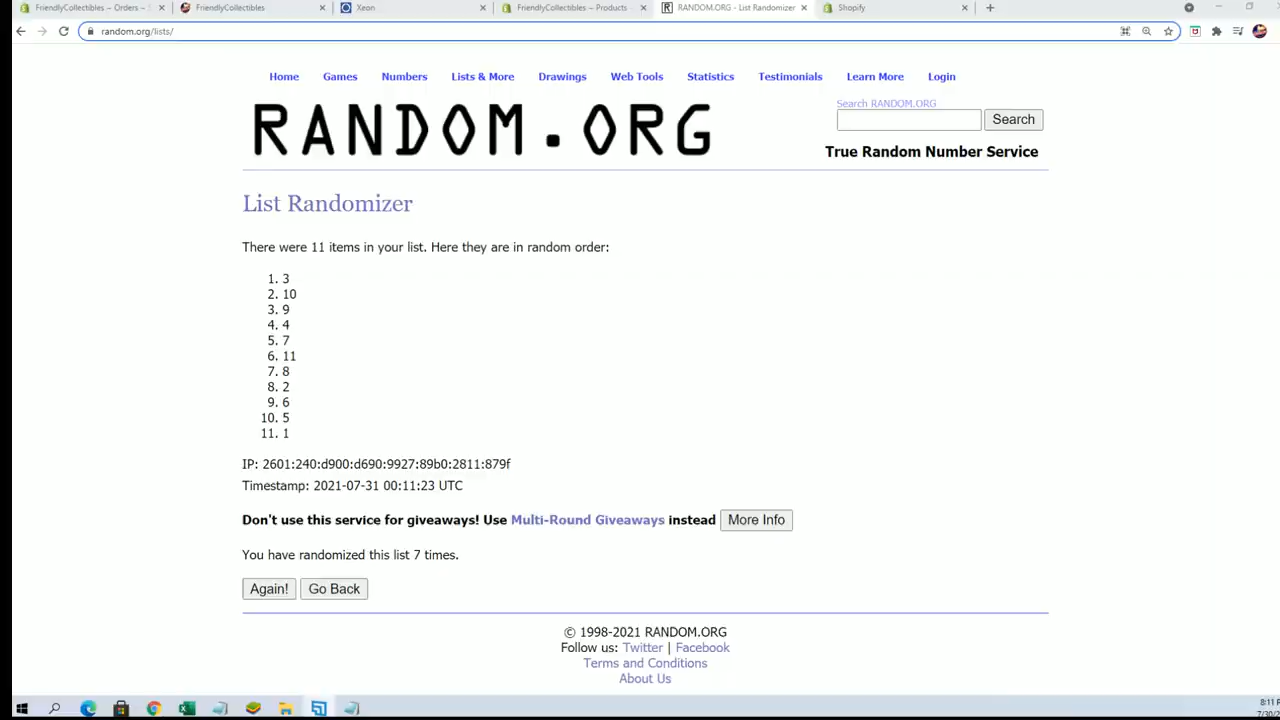 FriendlyCollectibles – Orders –
FriendlyCollectibles
Xeon
FriendlyCollectibles – Products
RANDOM.ORG - List Randomizer
Shopify
random.org/lists/
Home Games Numbers Lists & More Drawings Web Tools Statistics Testimonials Learn More Login
RANDOM.ORG
Search RANDOM.ORG
Search
True Random Number Service
List Randomizer
There were 11 items in your list. Here they are in random order:
1. 3
2. 10
3. 9
4. 4
5. 7
6. 11
7. 8
8. 2
9. 6
10. 5
11. 1
IP: 2601:240:d900:d690:9927:89b0:2811:879f
Timestamp: 2021-07-31 00:11:23 UTC
Don't use this service for giveaways! Use Multi-Round Giveaways instead More Info
You have randomized this list 7 times.
Again! Go Back
© 1998-2021 RANDOM.ORG
Follow us: Twitter | Facebook
Terms and Conditions
About Us
8:11
7/30/2